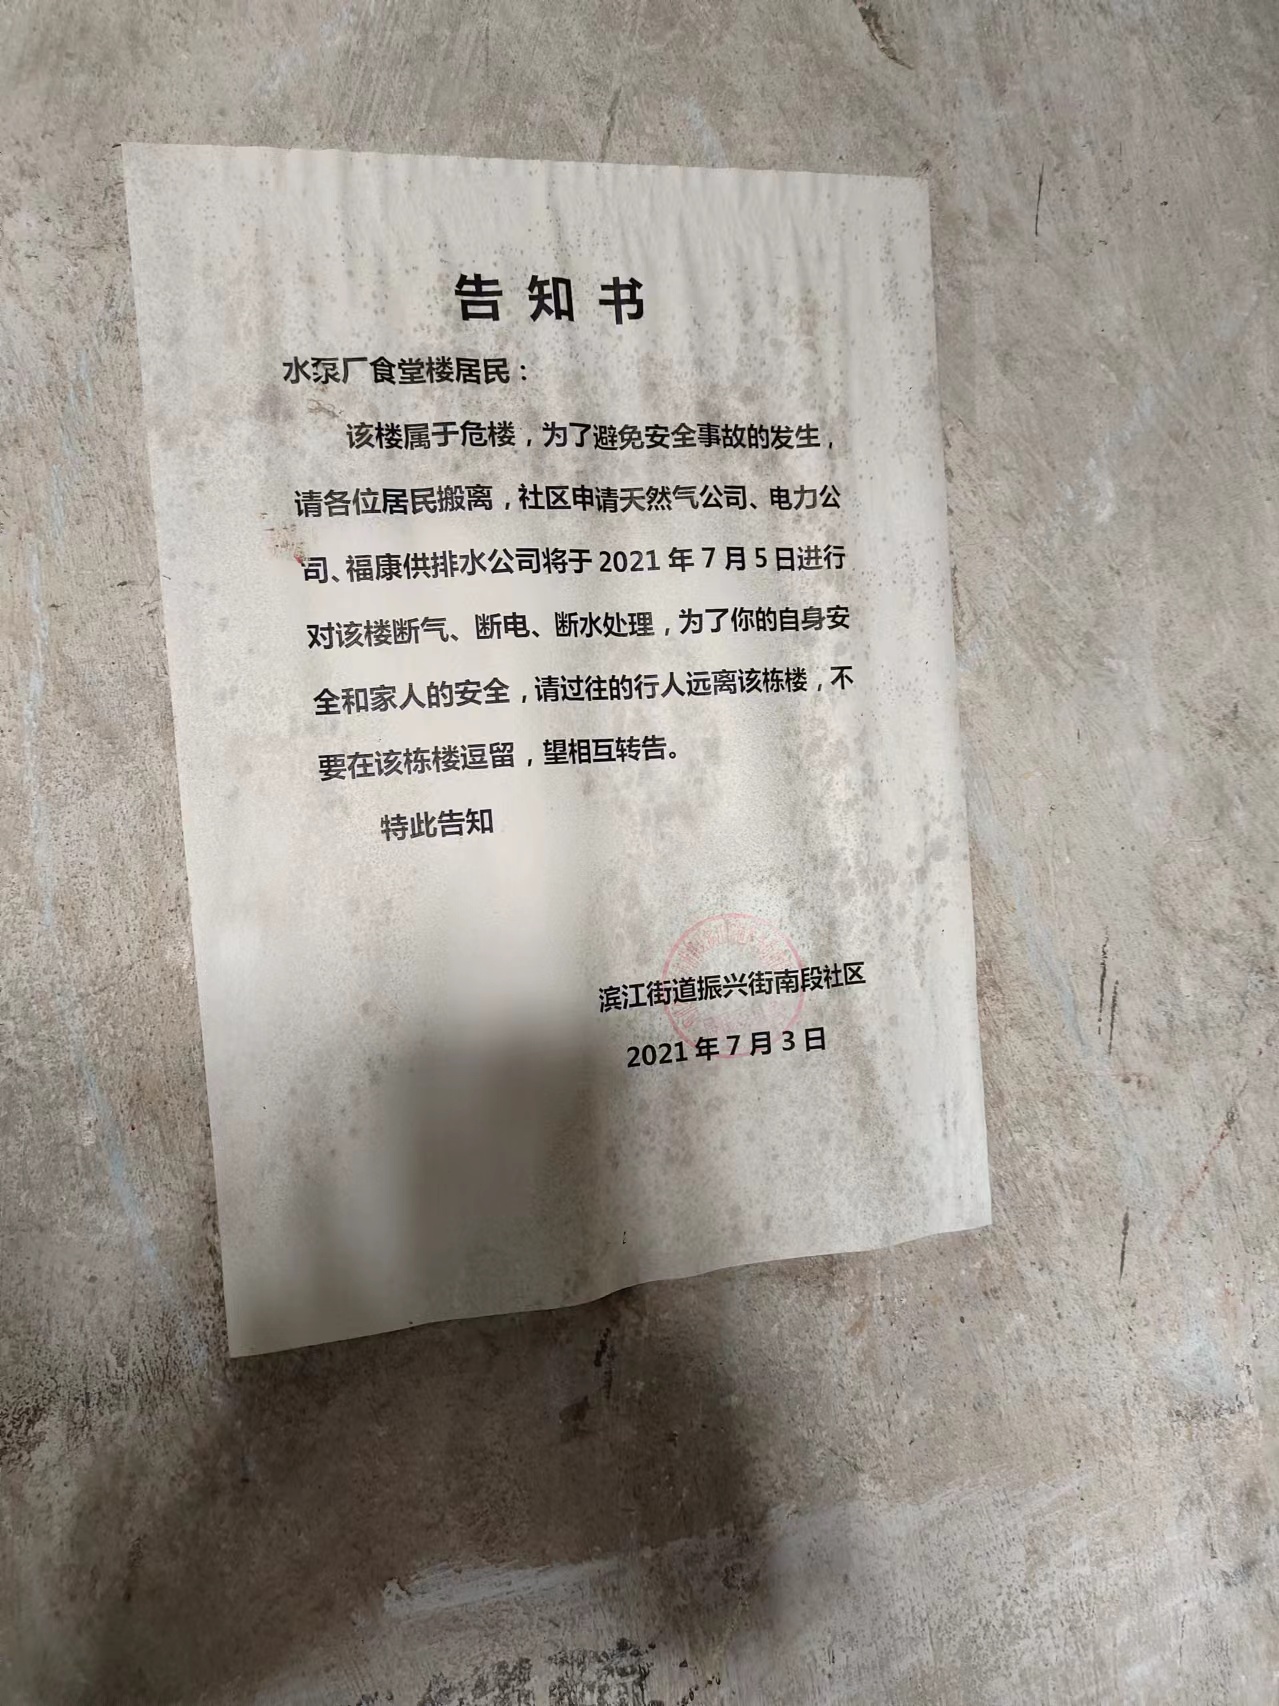 告知书
水泵厂食堂楼居民：
该楼属于危楼，为了避免安全事故的发生，
请各位居民搬离，社区申请天然气公司、电力公
司、福康供排水公司将于2021年7月5日进行
对该楼断气、断电、断水处理，为了你的自身安
全和家人的安全，请过往的行人远离该栋楼，不
要在该栋楼逗留，望相互转告。
特此告知
滨江街道振兴街南段社区
2021年7月3日